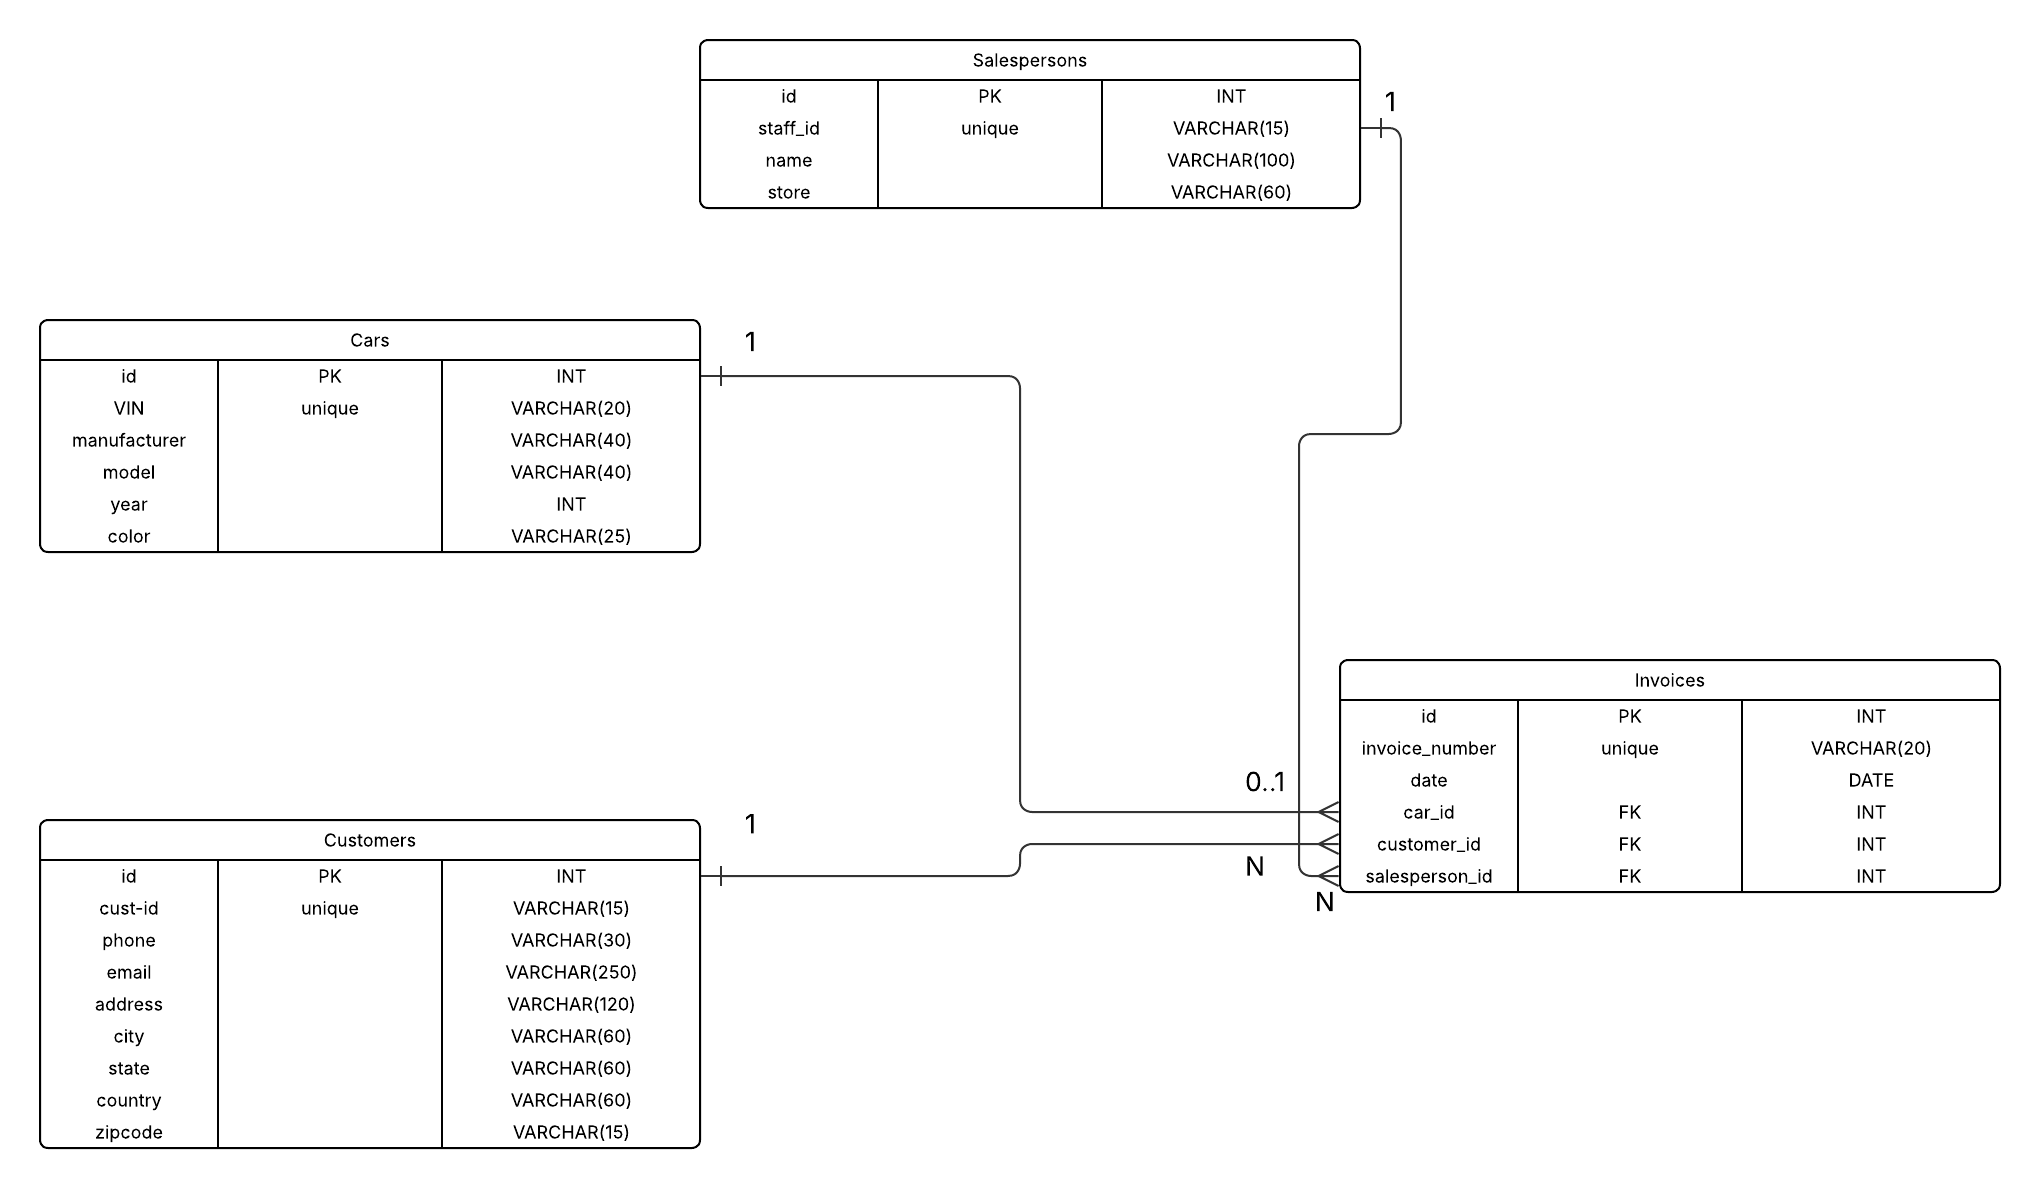 Salespersons
id PK INT
staff_id unique VARCHAR(15)
name VARCHAR(100)
store VARCHAR(60)
1
Cars
id PK INT
VIN unique VARCHAR(20)
manufacturer VARCHAR(40)
model VARCHAR(40)
year INT
color VARCHAR(25)
1
Customers
id PK INT
cust-id unique VARCHAR(15)
phone VARCHAR(30)
email VARCHAR(250)
address VARCHAR(120)
city VARCHAR(60)
state VARCHAR(60)
country VARCHAR(60)
zipcode VARCHAR(15)
1
Invoices
id PK INT
invoice_number unique VARCHAR(20)
date DATE
car_id FK INT
customer_id FK INT
salesperson_id FK INT
0..1
N
N